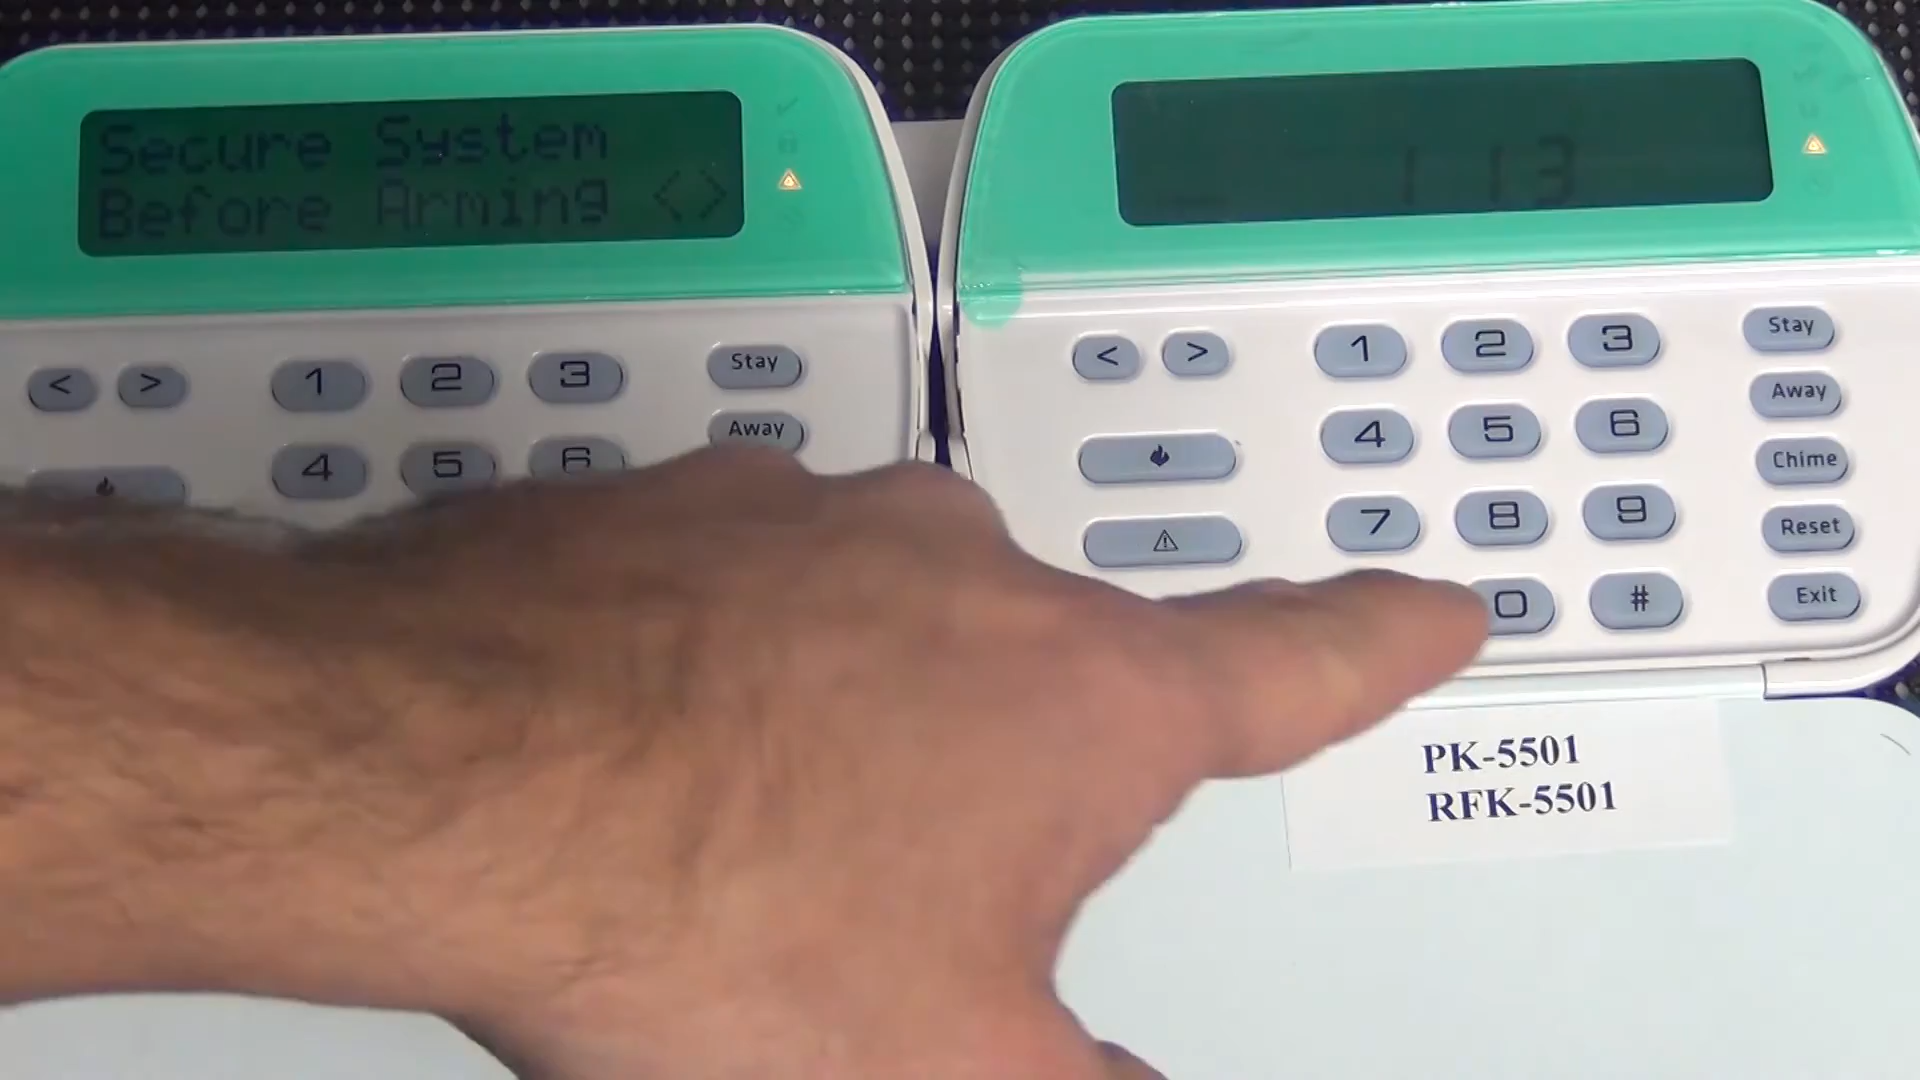 Secure System
Before Arming <>
< > 1 2 3 Stay
Away
4 5 6
1 13
< > 1 2 3 Stay
4 5 6 Away
Chime
7 8 9 Reset
0 # Exit
PK-5501
RFK-5501